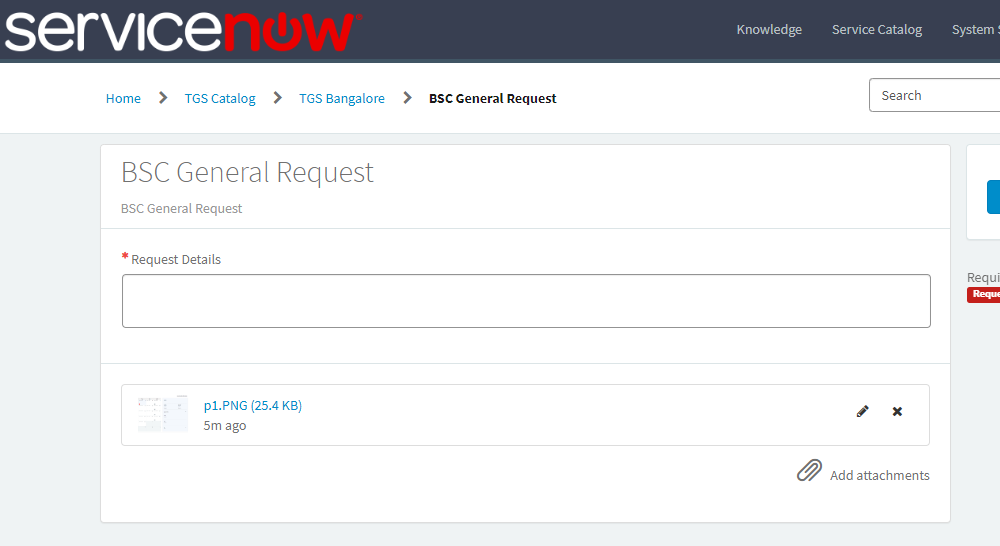 servicenow
Knowledge Service Catalog System
Home TGS Catalog TGS Bangalore BSC General Request
Search
BSC General Request
BSC General Request
* Request Details
Requi
Reque
p1.PNG (25.4 KB)
5m ago
Add attachments